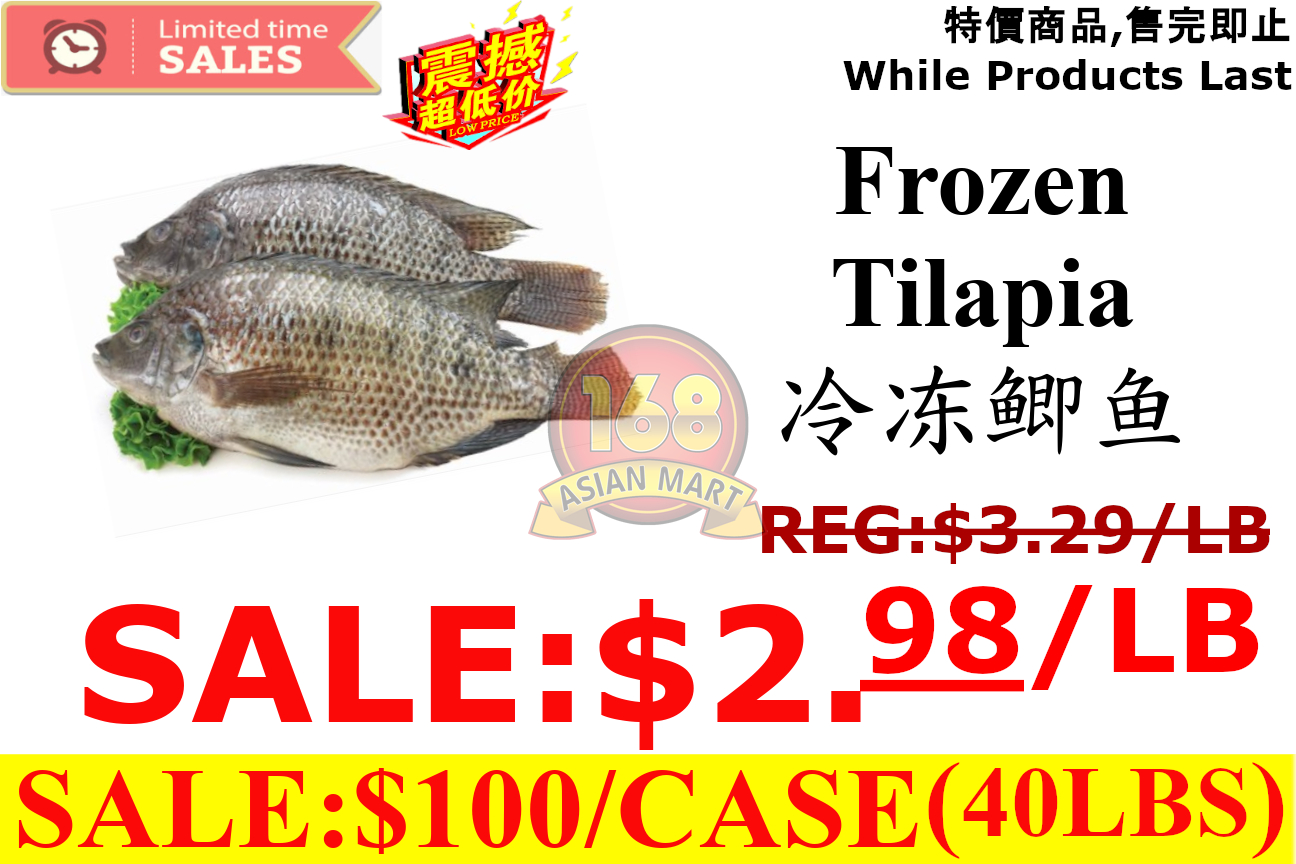 Limited time
SALES
震撼
超低价
LOW PRICE
特價商品,售完即止
While Products Last
Frozen
Tilapia
冷冻鲫鱼
168
ASIAN MART
REG:$3.29/LB
SALE:$2.98/LB
SALE:$100/CASE(40LBS)